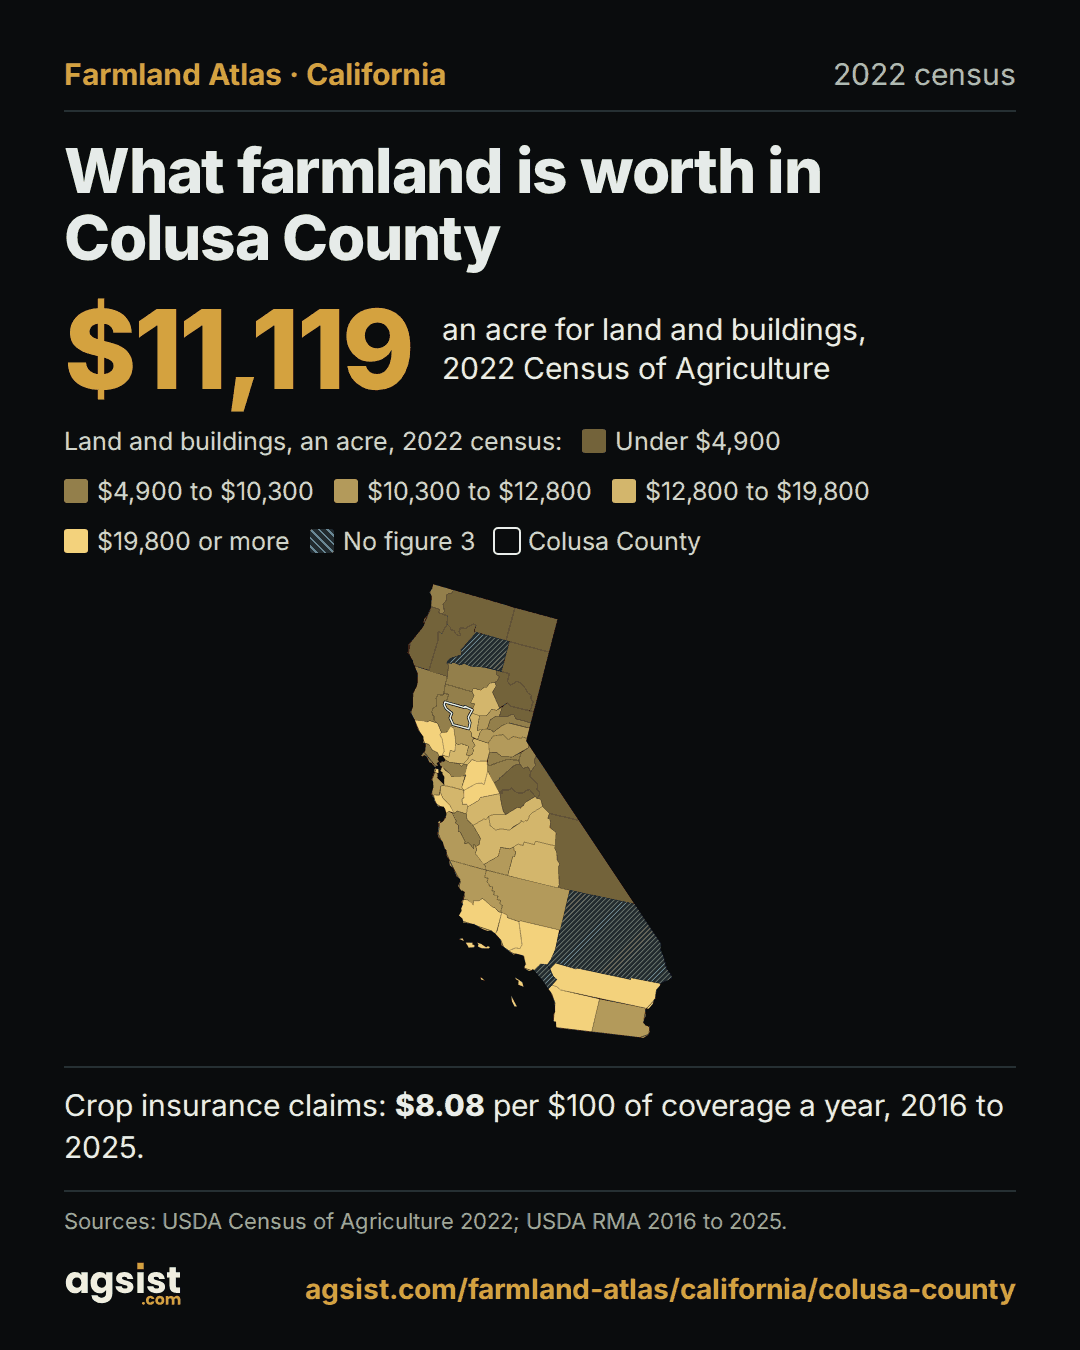 Farmland Atlas · California
2022 census
What farmland is worth in
Colusa County
$11,119
an acre for land and buildings,
2022 Census of Agriculture
Land and buildings, an acre, 2022 census: Under $4,900
$4,900 to $10,300 $10,300 to $12,800 $12,800 to $19,800
$19,800 or more No figure 3 Colusa County
Crop insurance claims: $8.08 per $100 of coverage a year, 2016 to
2025.
Sources: USDA Census of Agriculture 2022; USDA RMA 2016 to 2025.
agsist
.com
agsist.com/farmland-atlas/california/colusa-county